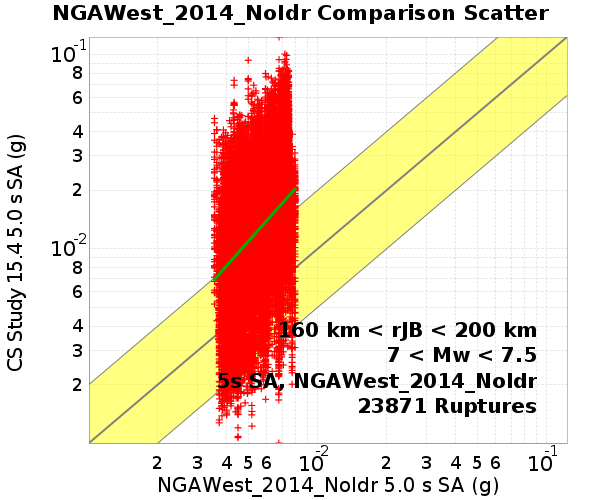 NGAWest_2014_NoIdr Comparison Scatter
10-1
8
6
4
3
2
10-2
8
6
4
3
2
CS Study 15.4 5.0 s SA (g)
160 km < rJB < 200 km
7 < Mw < 7.5
5s SA, NGAWest_2014_NoIdr
23871 Ruptures
2 3 4 5 6 10-2 2 3 4 5 6 10-1
NGAWest_2014_NoIdr 5.0 s SA (g)